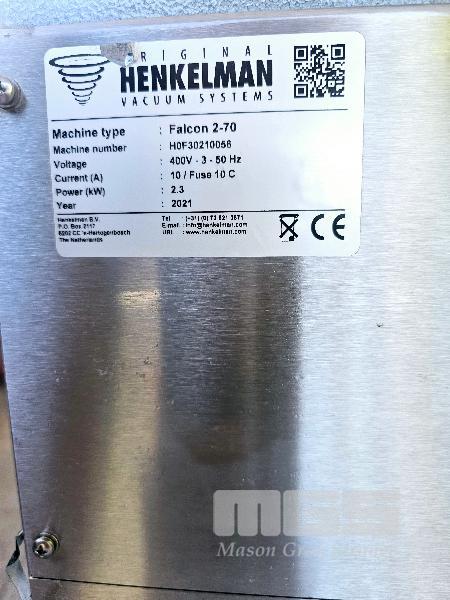 ORIGINAL
HENKELMAN
VACUUM SYSTEMS
Machine type : Falcon 2-70
Machine number : H0F30210056
Voltage : 400V - 3 - 50 Hz
Current (A) : 10 / Fuse 10 C
Power (kW) : 2.3
Year : 2021
Henkelman B.V.
P.O. Box 2117
5202 CC 's-Hertogenbosch
The Netherlands
Tel : (+31) (0) 73 621 3671
E.mail : info@henkelman.com
URL : www.henkelman.com
CE
MGS
Mason